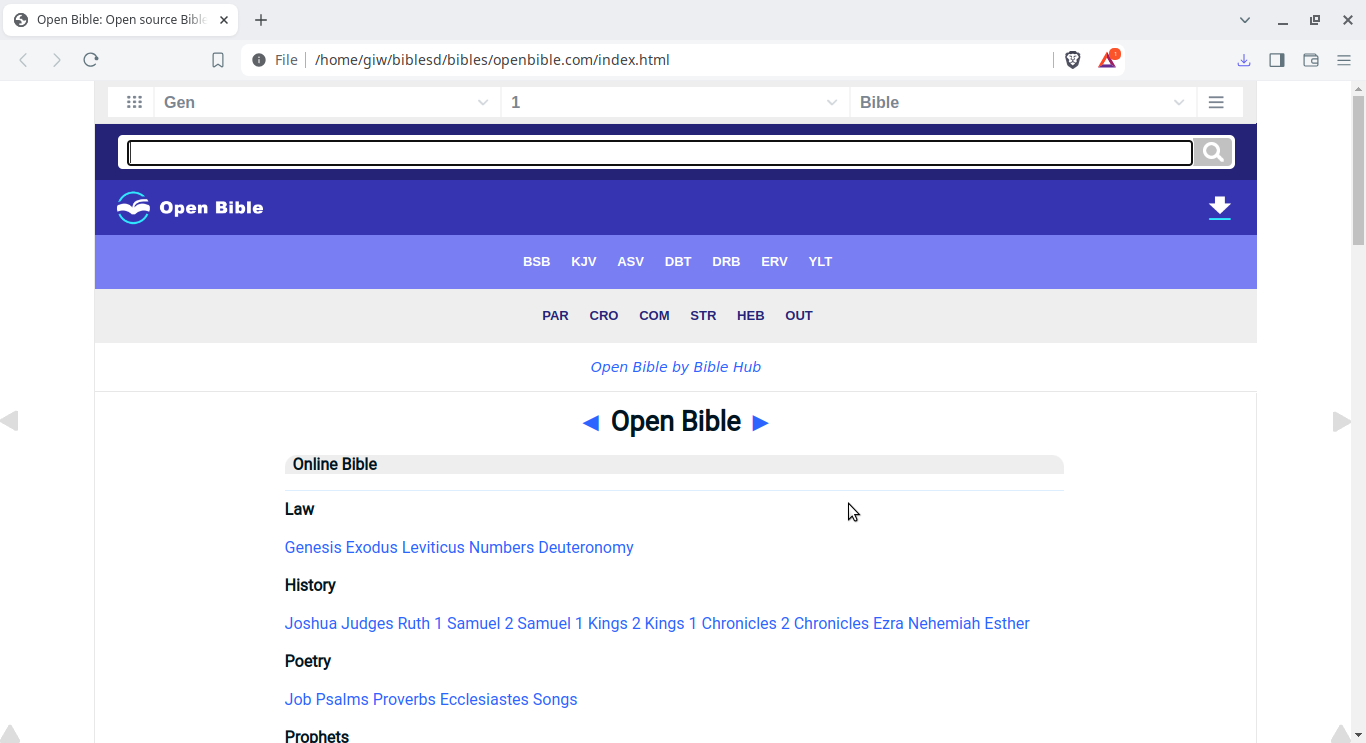 Open Bible: Open source Bible
File /home/giw/biblesd/bibles/openbible.com/index.html
1
Gen 1 Bible
Open Bible
BSB KJV ASV DBT DRB ERV YLT
PAR CRO COM STR HEB OUT
Open Bible by Bible Hub
◄ Open Bible ►
Online Bible
Law
Genesis Exodus Leviticus Numbers Deuteronomy
History
Joshua Judges Ruth 1 Samuel 2 Samuel 1 Kings 2 Kings 1 Chronicles 2 Chronicles Ezra Nehemiah Esther
Poetry
Job Psalms Proverbs Ecclesiastes Songs
Prophets